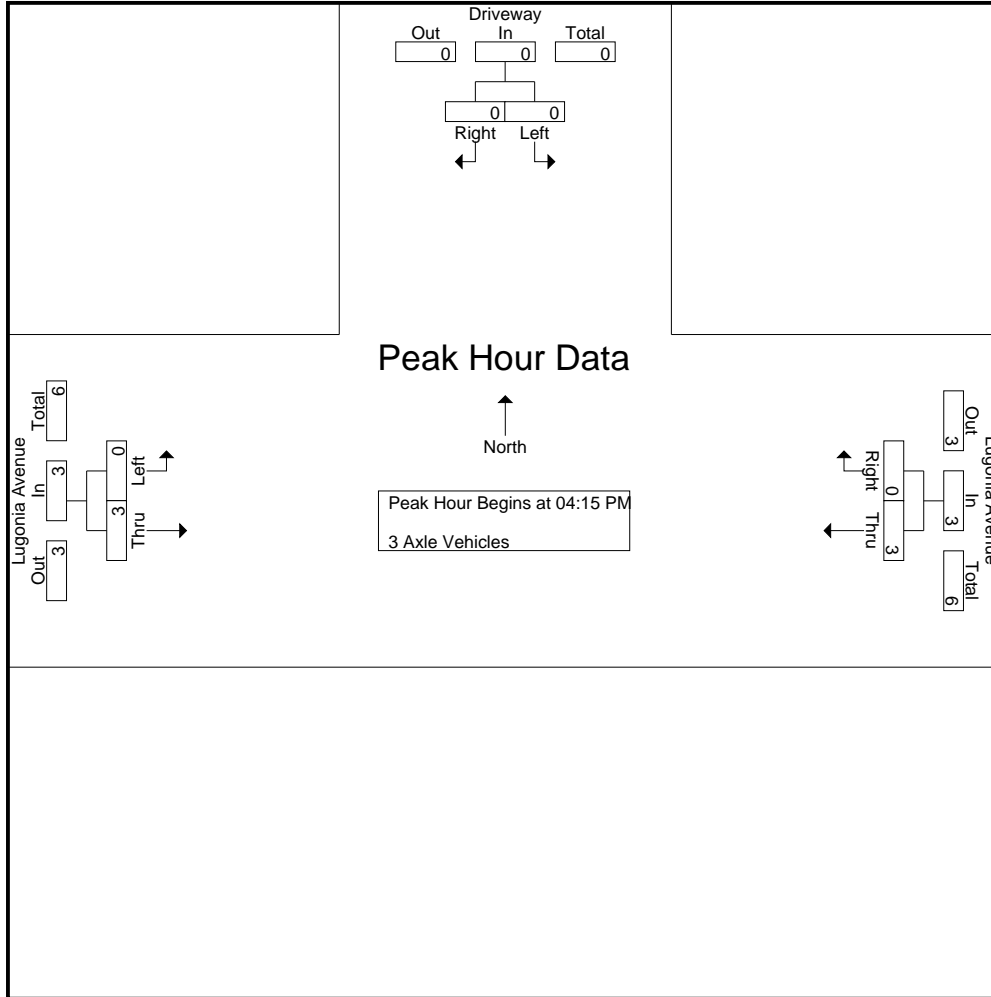 Driveway
Out In Total
0 0 0
0 0
Right Left
Peak Hour Data
North
Peak Hour Begins at 04:15 PM
3 Axle Vehicles
Lugonia Avenue
Out In Total
3 3 6
Left Thru
0 3
Lugonia Avenue
Out In Total
3 3 6
Right Thru
0 3